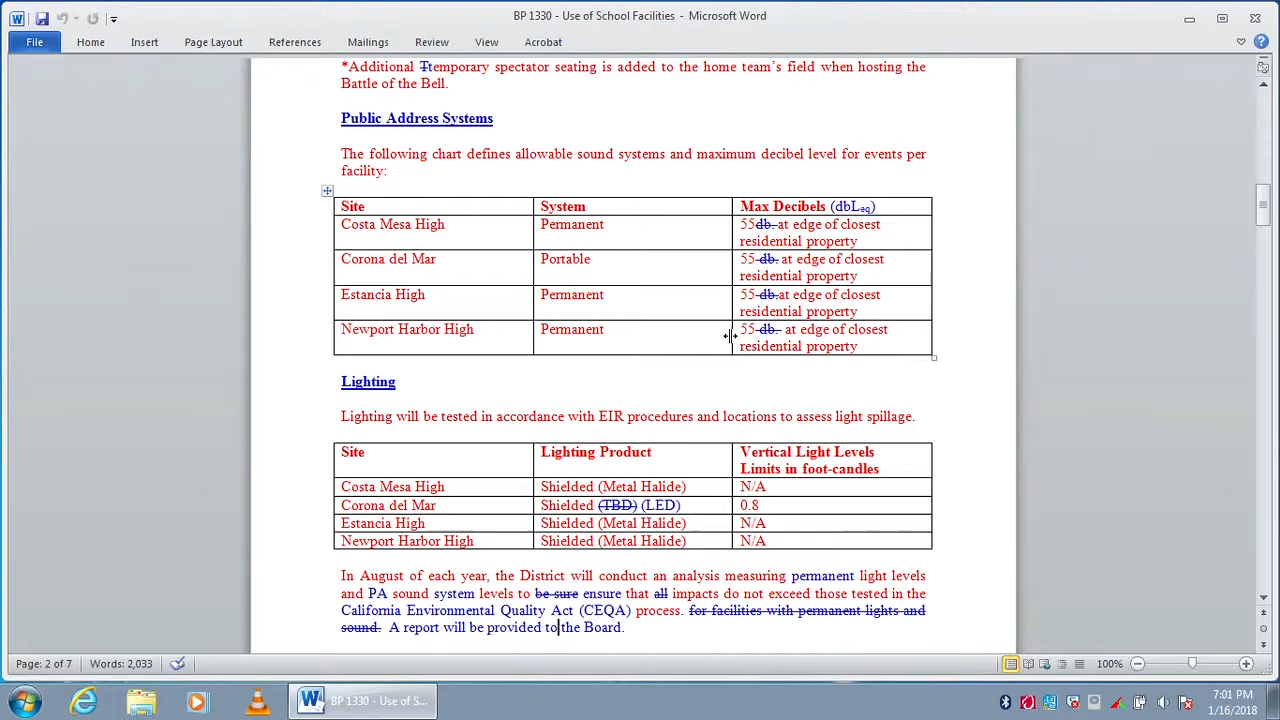 BP 1330 - Use of School Facilities - Microsoft Word
File Home Insert Page Layout References Mailings Review View Acrobat
*Additional Ttemporary spectator seating is added to the home team's field when hosting the
Battle of the Bell.
Public Address Systems
The following chart defines allowable sound systems and maximum decibel level for events per
facility:
Site System Max Decibels (dbLeq)
Costa Mesa High Permanent 55db. at edge of closest
residential property
Corona del Mar Portable 55 db. at edge of closest
residential property
Estancia High Permanent 55 db. at edge of closest
residential property
Newport Harbor High Permanent 55 db. at edge of closest
residential property
Lighting
Lighting will be tested in accordance with EIR procedures and locations to assess light spillage.
Site Lighting Product Vertical Light Levels
Limits in foot-candles
Costa Mesa High Shielded (Metal Halide) N/A
Corona del Mar Shielded (TBD) (LED) 0.8
Estancia High Shielded (Metal Halide) N/A
Newport Harbor High Shielded (Metal Halide) N/A
In August of each year, the District will conduct an analysis measuring permanent light levels
and PA sound system levels to be sure ensure that all impacts do not exceed those tested in the
California Environmental Quality Act (CEQA) process. for facilities with permanent lights and
sound. A report will be provided to the Board.
Page: 2 of 7 Words: 2,033 100%
BP 1330 - Use of S...
7:01 PM
1/16/2018